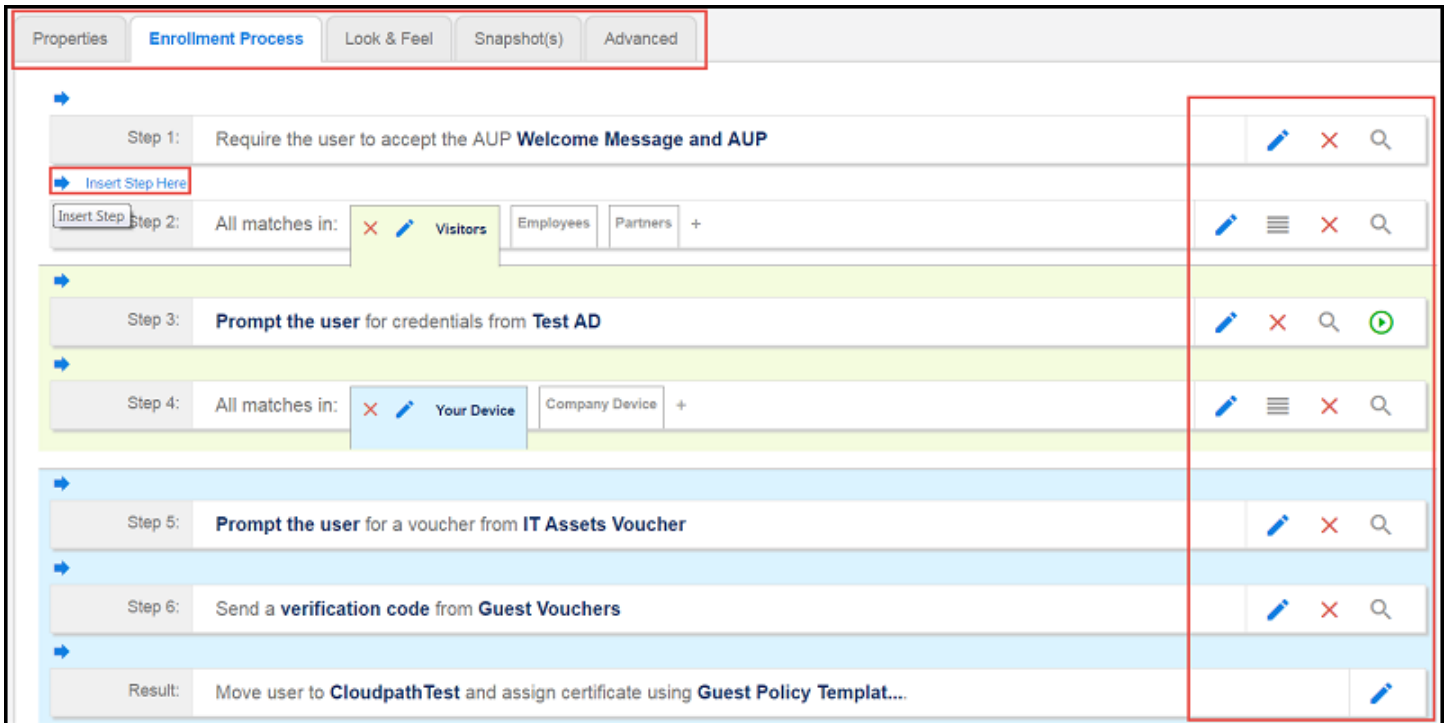 Properties Enrollment Process Look & Feel Snapshot(s) Advanced
Step 1: Require the user to accept the AUP Welcome Message and AUP
Insert Step Here
Insert Step
Step 2: All matches in: Visitors Employees Partners +
Step 3: Prompt the user for credentials from Test AD
Step 4: All matches in: Your Device Company Device +
Step 5: Prompt the user for a voucher from IT Assets Voucher
Step 6: Send a verification code from Guest Vouchers
Result: Move user to CloudpathTest and assign certificate using Guest Policy Templat....